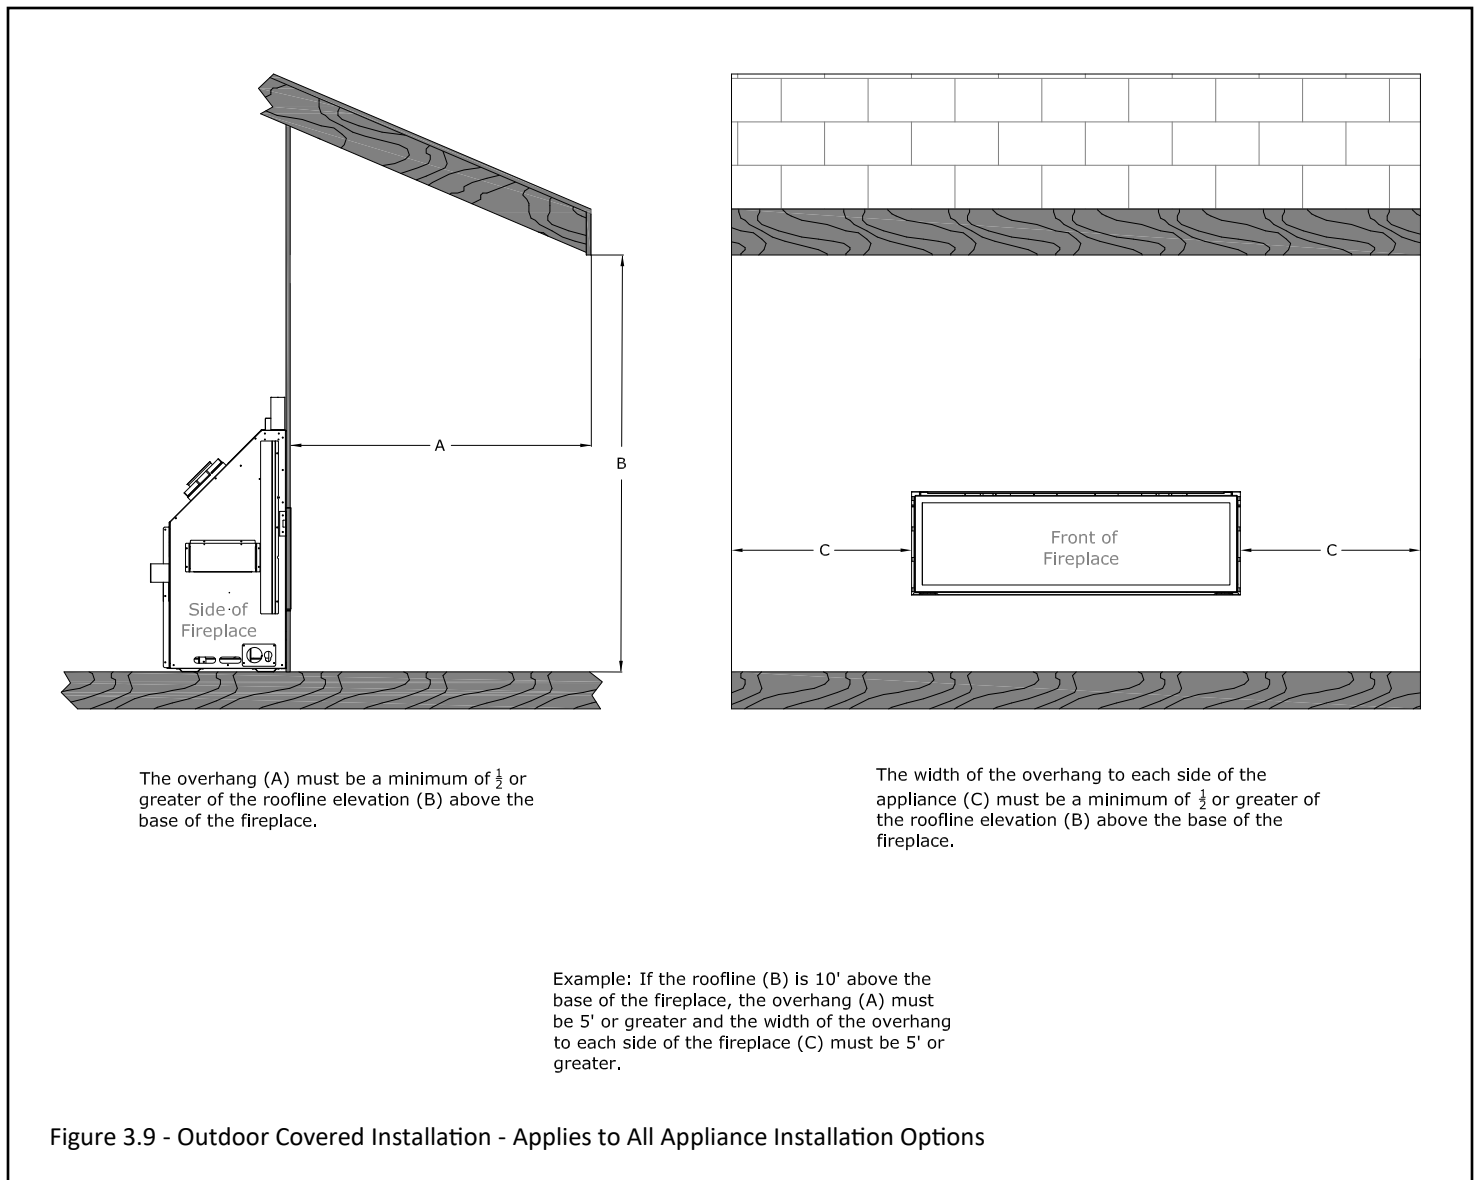 A
B
Side of
Fireplace
C
Front of
Fireplace
C
The overhang (A) must be a minimum of ½ or
greater of the roofline elevation (B) above the
base of the fireplace.
The width of the overhang to each side of the
appliance (C) must be a minimum of ½ or greater of
the roofline elevation (B) above the base of the
fireplace.
Example: If the roofline (B) is 10' above the
base of the fireplace, the overhang (A) must
be 5' or greater and the width of the overhang
to each side of the fireplace (C) must be 5' or
greater.
Figure 3.9 - Outdoor Covered Installation - Applies to All Appliance Installation Options